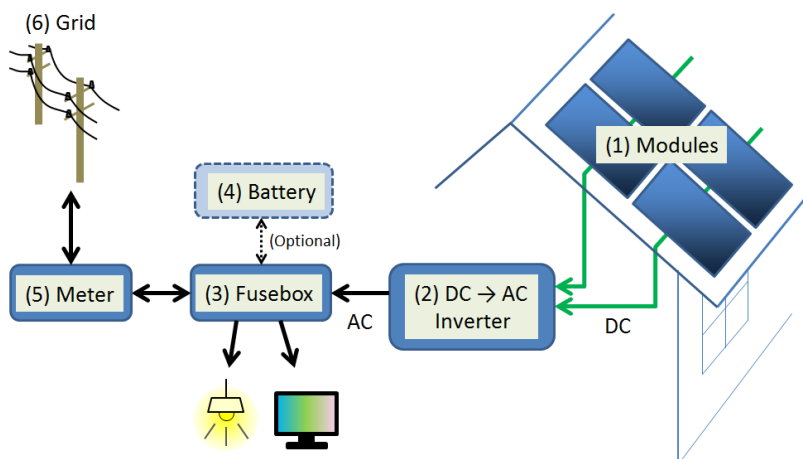 (6) Grid
(1) Modules
(4) Battery
(Optional)
(5) Meter
(3) Fusebox
(2) DC → AC
Inverter
AC
DC